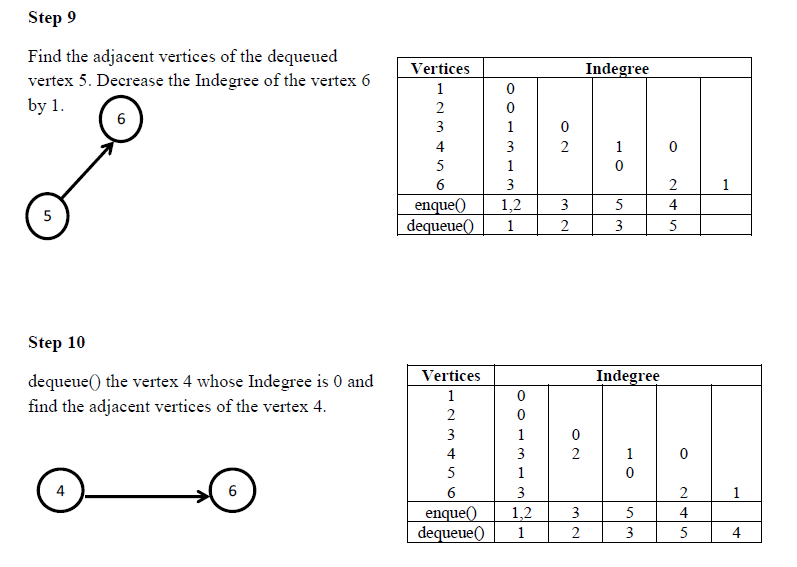 Step 9
Find the adjacent vertices of the dequeued
vertex 5. Decrease the Indegree of the vertex 6
by 1.
6
5
Vertices Indegree
1 0
2 0
3 1 0
4 3 2 1 0
5 1 0
6 3 2 1
enque() 1,2 3 5 4
dequeue() 1 2 3 5
Step 10
dequeue() the vertex 4 whose Indegree is 0 and
find the adjacent vertices of the vertex 4.
4 6
Vertices Indegree
1 0
2 0
3 1 0
4 3 2 1 0
5 1 0
6 3 2 1
enque() 1,2 3 5 4
dequeue() 1 2 3 5 4